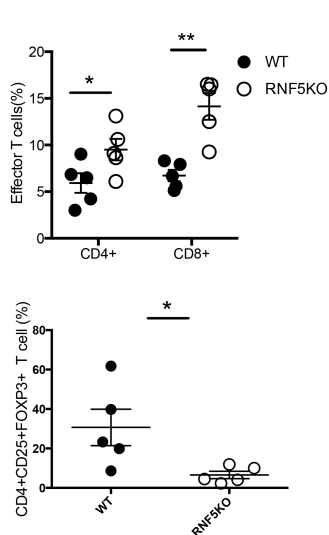 Effector T cells(%)
20
15
10
5
0
*
**
CD4+ CD8+
WT
RNF5KO
CD4+CD25+FOXP3+ T cell (%)
80
60
40
20
0
*
WT
RNF5KO